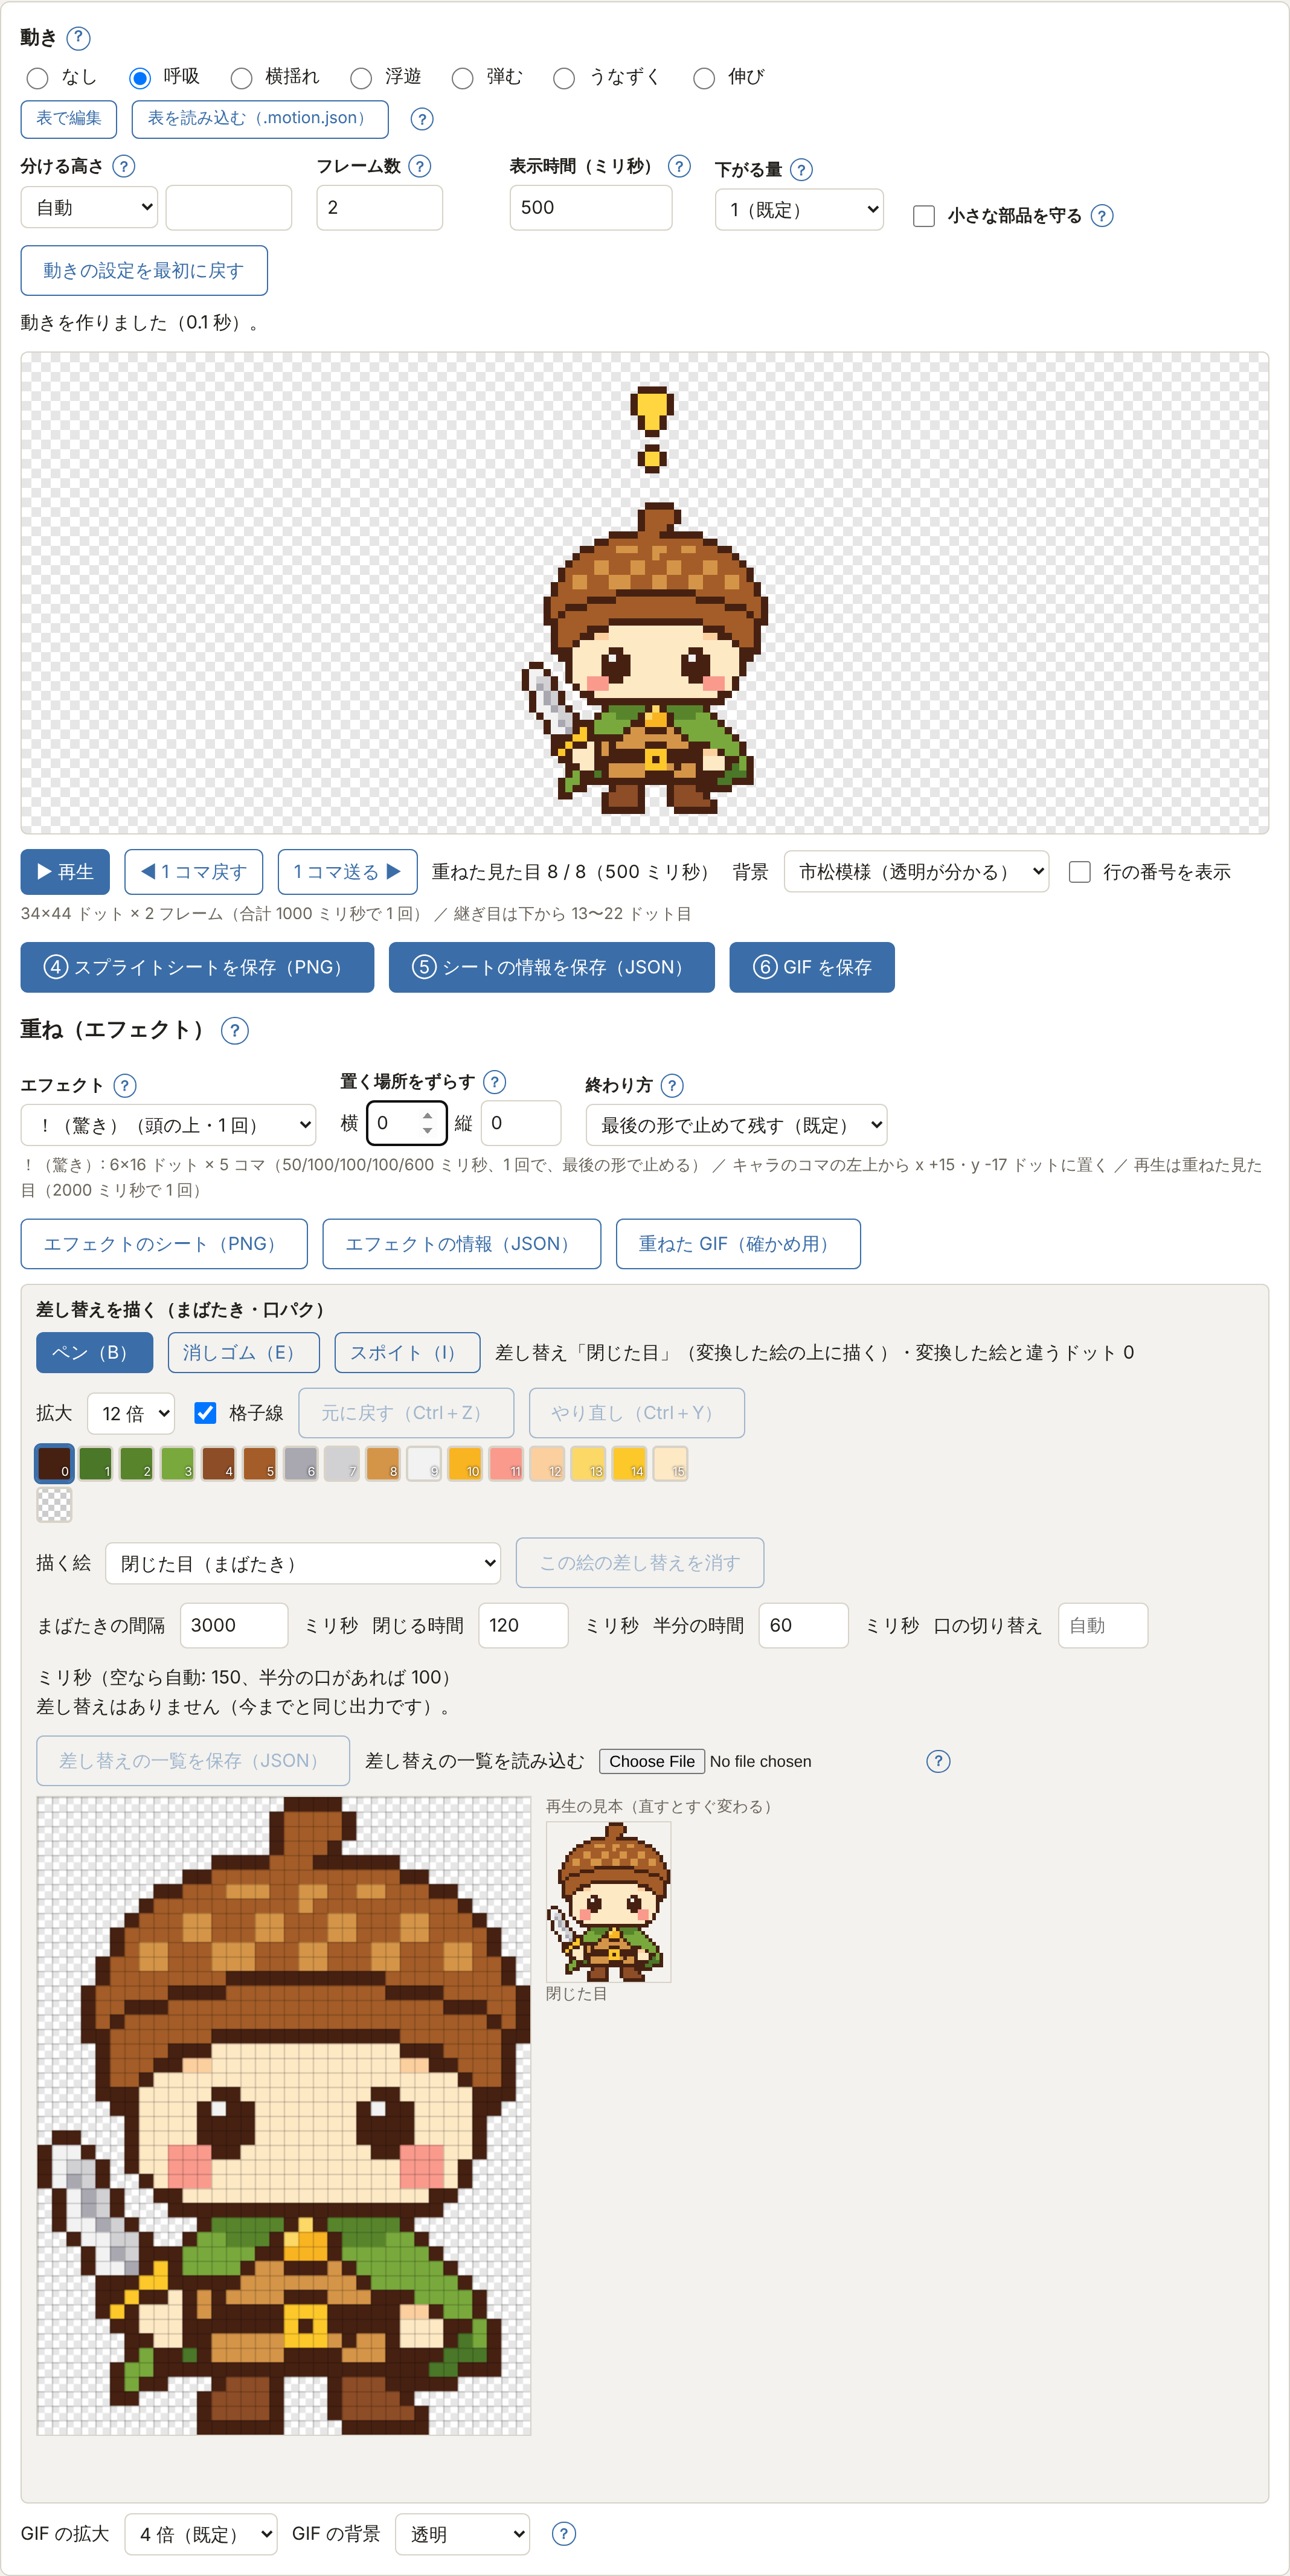 動き ?
なし 呼吸 横揺れ 浮遊 弾む うなずく 伸び
表で編集 表を読み込む（.motion.json） ?
分ける高さ ? フレーム数 ? 表示時間（ミリ秒） ? 下がる量 ?
自動 2 500 1（既定） 小さな部品を守る ?
動きの設定を最初に戻す
動きを作りました（0.1 秒）。
▶ 再生 ◀ 1 コマ戻す 1 コマ送る ▶ 重ねた見た目 8 / 8（500 ミリ秒） 背景 市松模様（透明が分かる） 行の番号を表示
34×44 ドット × 2 フレーム（合計 1000 ミリ秒で 1 回） ／ 継ぎ目は下から 13〜22 ドット目
④ スプライトシートを保存（PNG） ⑤ シートの情報を保存（JSON） ⑥ GIF を保存
重ね（エフェクト） ?
エフェクト ? 置く場所をずらす ? 終わり方 ?
！（驚き）（頭の上・1 回） 横 0 縦 0 最後の形で止めて残す（既定）
！（驚き）: 6×16 ドット × 5 コマ（50/100/100/100/600 ミリ秒、1 回で、最後の形で止める） ／ キャラのコマの左上から x +15・y -17 ドットに置く ／ 再生は重ねた見た
目（2000 ミリ秒で 1 回）
エフェクトのシート（PNG） エフェクトの情報（JSON） 重ねた GIF（確かめ用）
差し替えを描く（まばたき・口パク）
ペン（B） 消しゴム（E） スポイト（I） 差し替え「閉じた目」（変換した絵の上に描く）・変換した絵と違うドット 0
拡大 12 倍 格子線 元に戻す（Ctrl＋Z） やり直し（Ctrl＋Y）
0 1 2 3 4 5 6 7 8 9 10 11 12 13 14 15
描く絵 閉じた目（まばたき） この絵の差し替えを消す
まばたきの間隔 3000 ミリ秒 閉じる時間 120 ミリ秒 半分の時間 60 ミリ秒 口の切り替え 自動
ミリ秒（空なら自動: 150、半分の口があれば 100）
差し替えはありません（今までと同じ出力です）。
差し替えの一覧を保存（JSON） 差し替えの一覧を読み込む Choose File No file chosen ?
再生の見本（直すとすぐ変わる）
閉じた目
GIF の拡大 4 倍（既定） GIF の背景 透明 ?